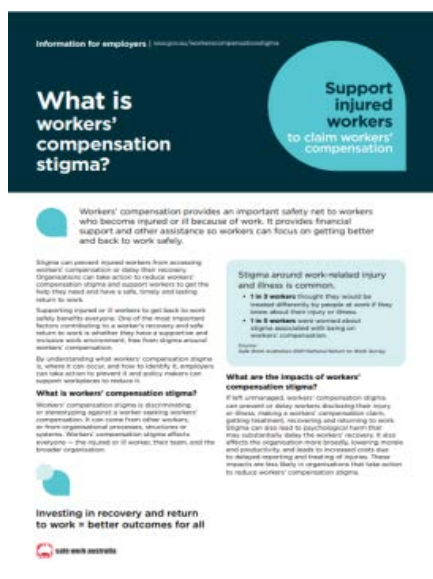 Information for employers |
What is
workers'
compensation
stigma?
Support
injured
workers
to claim workers'
compensation
Workers' compensation provides an important safety net to workers
who become injured or ill because of work. It provides financial
support and other assistance so workers can focus on getting better
and back to work safely.
Stigma can prevent injured workers from accessing
workers' compensation or delay their recovery.
Organisations can take action to reduce workers'
compensation stigma and support workers to get the
help they need and have a safe, timely and lasting
return to work.
Supporting injured or ill workers to get back to work
safely benefits everyone. One of the most important
factors contributing to a worker's recovery and safe
return to work is whether they have a supportive and
inclusive work environment, free from stigma around
workers' compensation.
By understanding what workers' compensation stigma
is, where it can occur, and how to identify it, employers
can take action to prevent it and policy makers can
support workplaces to reduce it.
What is workers' compensation stigma?
Workers' compensation stigma is discriminating
or stereotyping against a worker seeking workers'
compensation. It can come from other workers,
or from organisational processes, structures or
systems. Workers' compensation stigma affects
everyone – the injured or ill worker, their team, and the
broader organisation.
Stigma around work-related injury
and illness is common.
• 1 in 3 workers thought they would be
treated differently by people at work if they
knew about their injury or illness.
• 1 in 5 workers were worried about
stigma associated with being on
workers' compensation.
Source:
Safe Work Australia National Return to Work Survey
What are the impacts of workers'
compensation stigma?
If left unmanaged, workers' compensation stigma
can prevent or delay workers disclosing their injury
or illness, making a workers' compensation claim,
getting treatment, recovering and returning to work.
Stigma can also lead to psychological harm that
may substantially delay the workers' recovery. It also
affects the organisation more broadly, lowering morale
and productivity, and leads to increased costs due
to delayed reporting and treating of injuries. These
impacts are less likely in organisations that take action
to reduce workers' compensation stigma.
Investing in recovery and return
to work = better outcomes for all
safe work australia